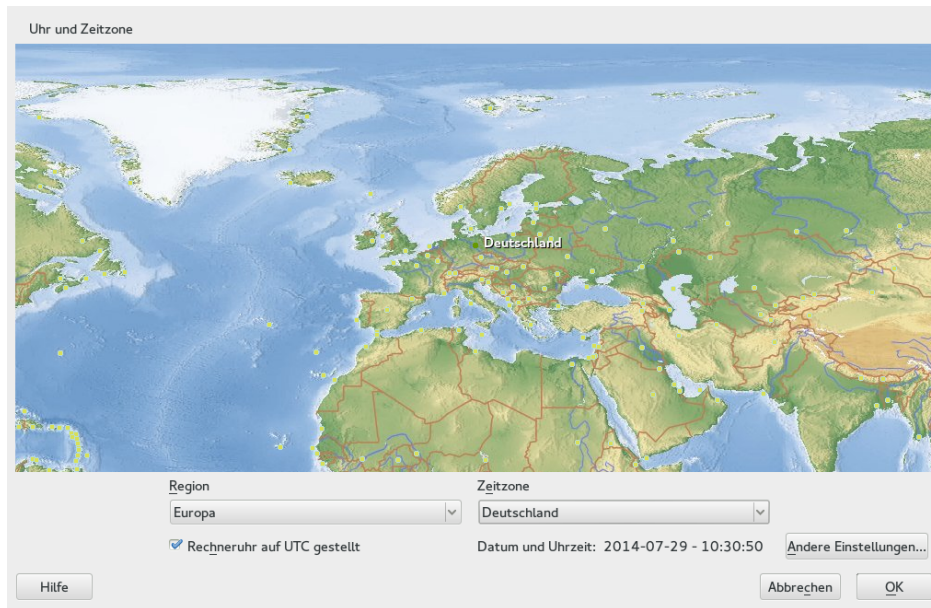 Uhr und Zeitzone
Deutschland
Region
Zeitzone
Europa
Deutschland
Rechneruhr auf UTC gestellt
Datum und Uhrzeit: 2014-07-29 - 10:30:50
Andere Einstellungen...
Hilfe
Abbrechen
OK